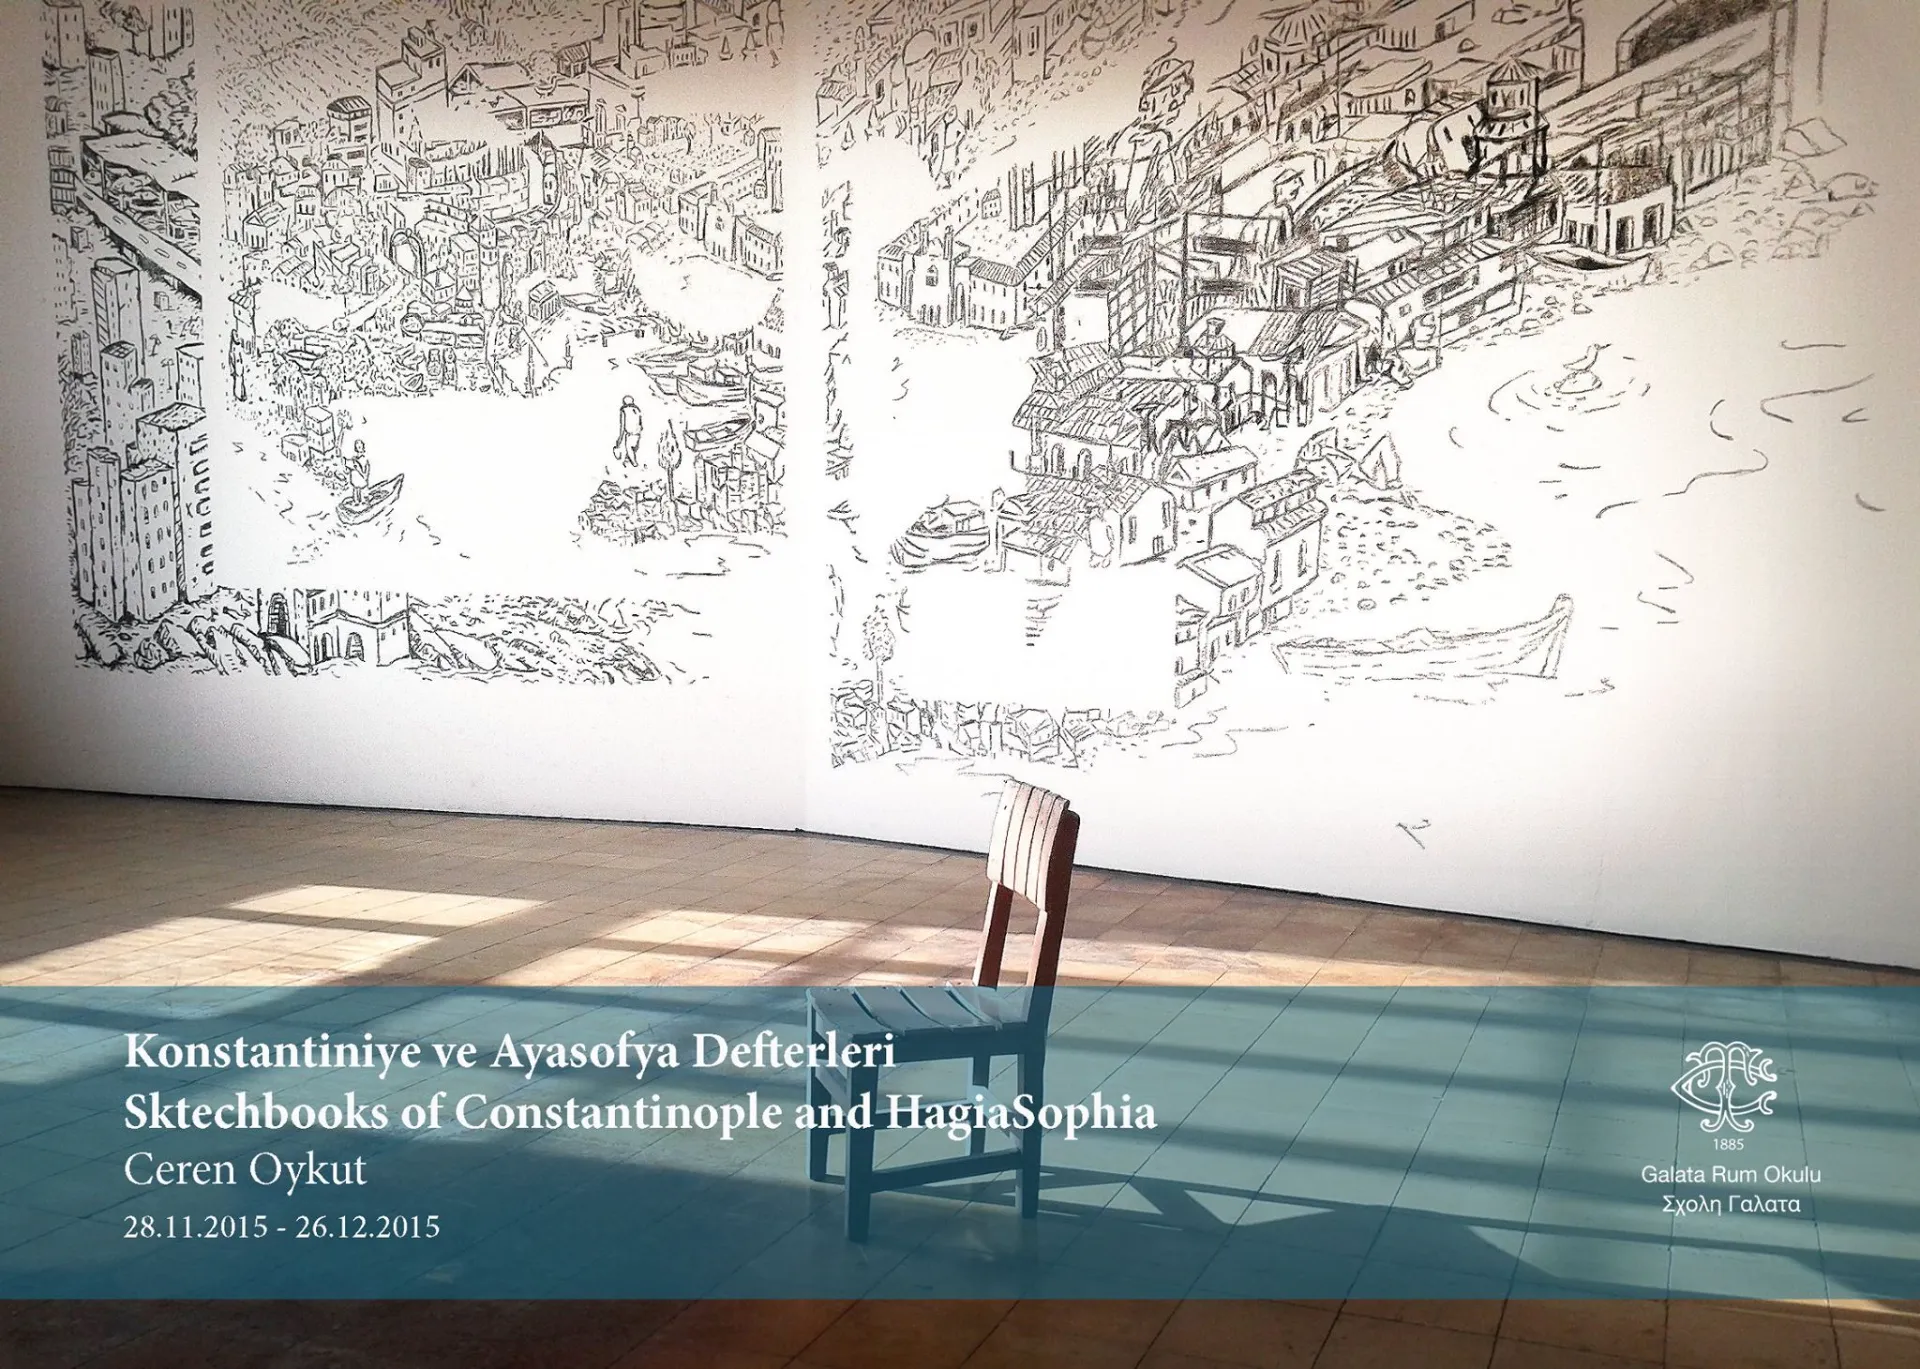 Konstantiniye ve Ayasofya Defterleri
Sktechbooks of Constantinople and HagiaSophia
Ceren Oykut
28.11.2015 - 26.12.2015
1885
Galata Rum Okulu
Σχολη Γαλατα